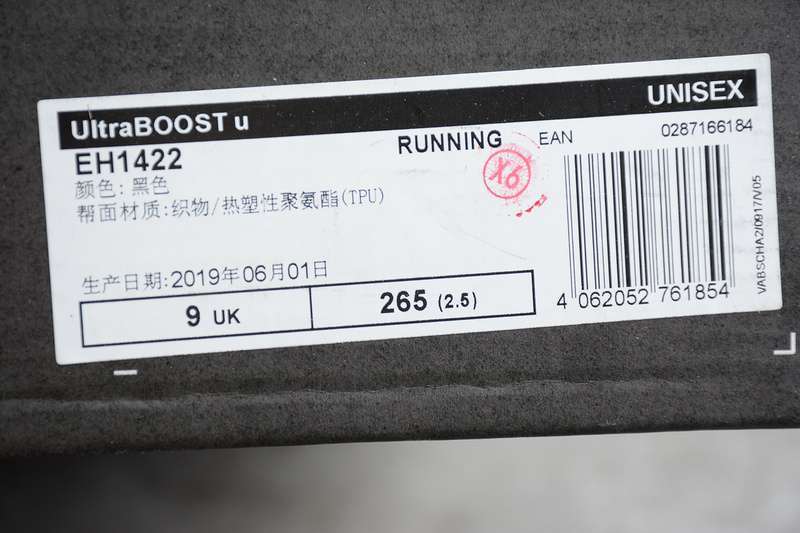 UltraBOOST u
UNISEX
EH1422
RUNNING
EAN
0287166184
颜色: 黑色
X6
帮面材质: 织物/热塑性聚氨酯(TPU)
生产日期: 2019年06月01日
9 UK
265 (2.5)
4 062052 761854
VABSCHA2/0917/V05